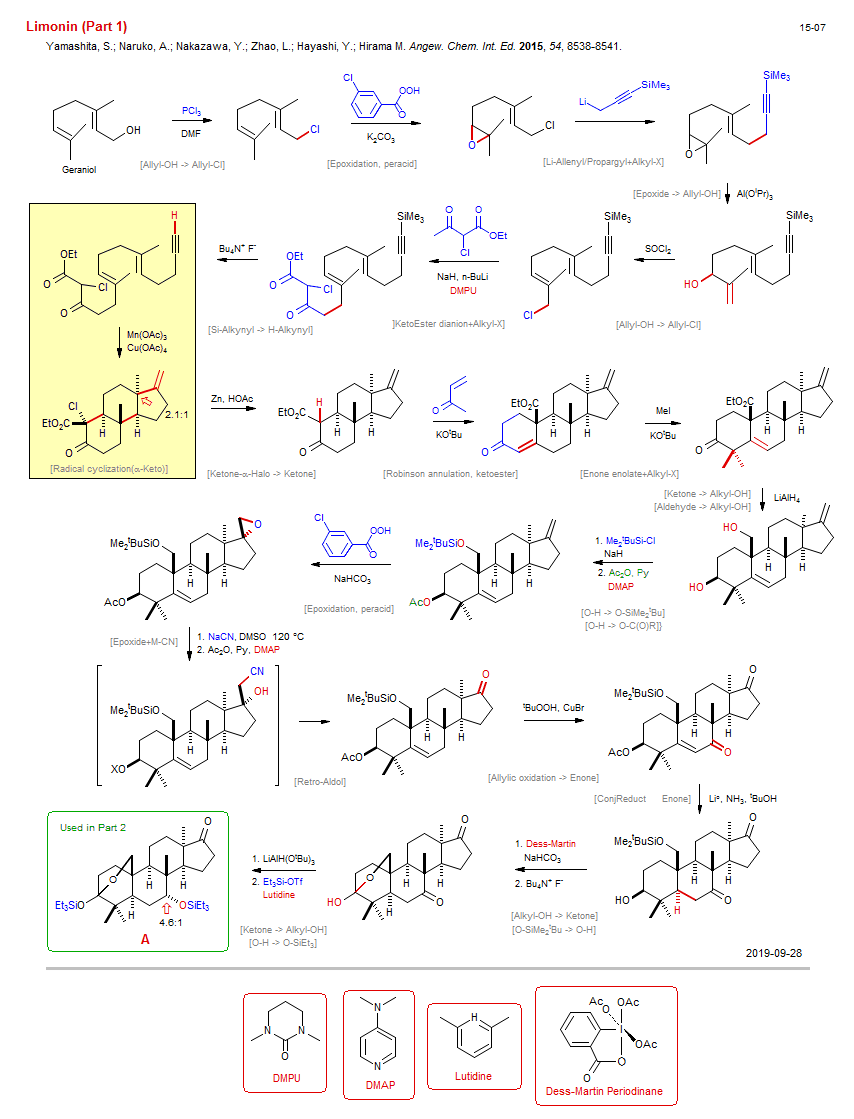 Limonin (Part 1)
15-07
Yamashita, S.; Naruko, A.; Nakazawa, Y.; Zhao, L.; Hayashi, Y.; Hirama M. Angew. Chem. Int. Ed. 2015, 54, 8538-8541.
OH
Geraniol
PCl3
DMF
[Allyl-OH -> Allyl-Cl]
Cl
Cl
OOH
O
K2CO3
[Epoxidation, peracid]
O
Cl
Li
SiMe3
[Li-Allenyl/Propargyl+Alkyl-X]
SiMe3
O
[Epoxide -> Allyl-OH]
Al(OiPr)3
SiMe3
HO
SOCl2
[Allyl-OH -> Allyl-Cl]
SiMe3
Cl
O
O
OEt
Cl
NaH, n-BuLi
DMPU
]KetoEster dianion+Alkyl-X]
SiMe3
OEt
O
Cl
O
[Si-Alkynyl -> H-Alkynyl]
Bu4N+ F-
H
OEt
O
Cl
O
Mn(OAc)3
Cu(OAc)4
Cl
EtO2C
2.1:1
H
H
O
[Radical cyclization(α-Keto)]
Zn, HOAc
[Ketone-α-Halo -> Ketone]
H
EtO2C
H
H
O
O
KOtBu
[Robinson annulation, ketoester]
EtO2C
H
H
O
MeI
KOtBu
[Enone enolate+Alkyl-X]
EtO2C
H
H
O
[Ketone -> Alkyl-OH]
[Aldehyde -> Alkyl-OH]
LiAlH4
HO
H
H
HO
1. Me2tBuSi-Cl
NaH
2. Ac2O, Py
DMAP
[O-H -> O-SiMe2tBu]
[O-H -> O-C(O)R]}
Me2tBuSiO
H
H
AcO
Cl
OOH
O
NaHCO3
[Epoxidation, peracid]
O
Me2tBuSiO
H
H
AcO
[Epoxide+M-CN]
1. NaCN, DMSO 120 °C
2. Ac2O, Py, DMAP
CN
OH
Me2tBuSiO
H
H
XO
[Retro-Aldol]
O
Me2tBuSiO
H
H
AcO
tBuOOH, CuBr
[Allylic oxidation -> Enone]
O
Me2tBuSiO
H
H
AcO
O
[ConjReduct Enone]
Li°, NH3, tBuOH
O
Me2tBuSiO
H
H
HO
H
O
1. Dess-Martin
NaHCO3
2. Bu4N+ F-
[Alkyl-OH -> Ketone]
[O-SiMe2tBu -> O-H]
O
O
H
H
HO
H
O
1. LiAlH(OtBu)3
2. Et3Si-OTf
Lutidine
[Ketone -> Alkyl-OH]
[O-H -> O-SiEt3]
Used in Part 2
O
O
H
H
Et3SiO
H
OSiEt3
4.6:1
A
2019-09-28
N
N
O
DMPU
N
N
DMAP
H
Lutidine
AcO
OAc
I
OAc
O
O
Dess-Martin Periodinane